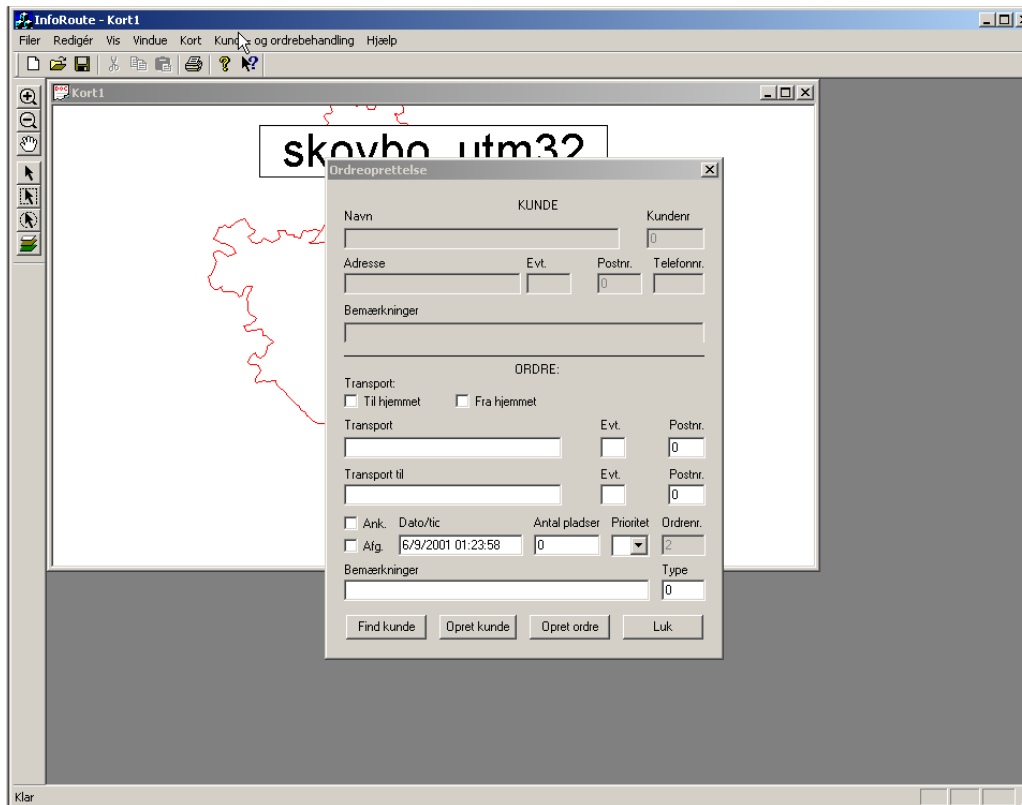 InfoRoute - Kort1
Filer Redigér Vis Vindue Kort Kunde- og ordrebehandling Hjælp
Kort1
skovbo_utm32
Ordreoprettelse
KUNDE
Navn Kundenr
0
Adresse Evt. Postnr. Telefonnr.
0
Bemærkninger
ORDRE:
Transport:
Til hjemmet Fra hjemmet
Transport Evt. Postnr.
0
Transport til Evt. Postnr.
0
Ank. Dato/tic Antal pladser Prioritet Ordrenr.
Afg. 6/9/2001 01:23:58 0 2
Bemærkninger Type
0
Find kunde Opret kunde Opret ordre Luk
Klar